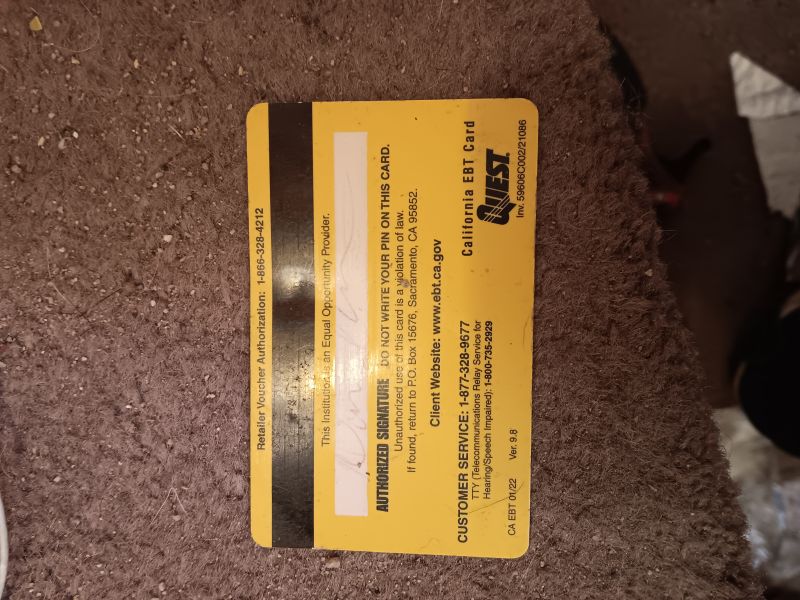 Retailer Voucher Authorization: 1-866-328-4212
This Institution is an Equal Opportunity Provider.
AUTHORIZED SIGNATURE DO NOT WRITE YOUR PIN ON THIS CARD.
Unauthorized use of this card is a violation of law.
If found, return to P.O. Box 15676, Sacramento, CA 95852.
Client Website: www.ebt.ca.gov
CUSTOMER SERVICE: 1-877-328-9677
TTY (Telecommunications Relay Service for
Hearing/Speech Impaired): 1-800-735-2929
CA EBT 01/22 Ver. 9.8
California EBT Card
QUEST.
Inv. 59606C002/21086